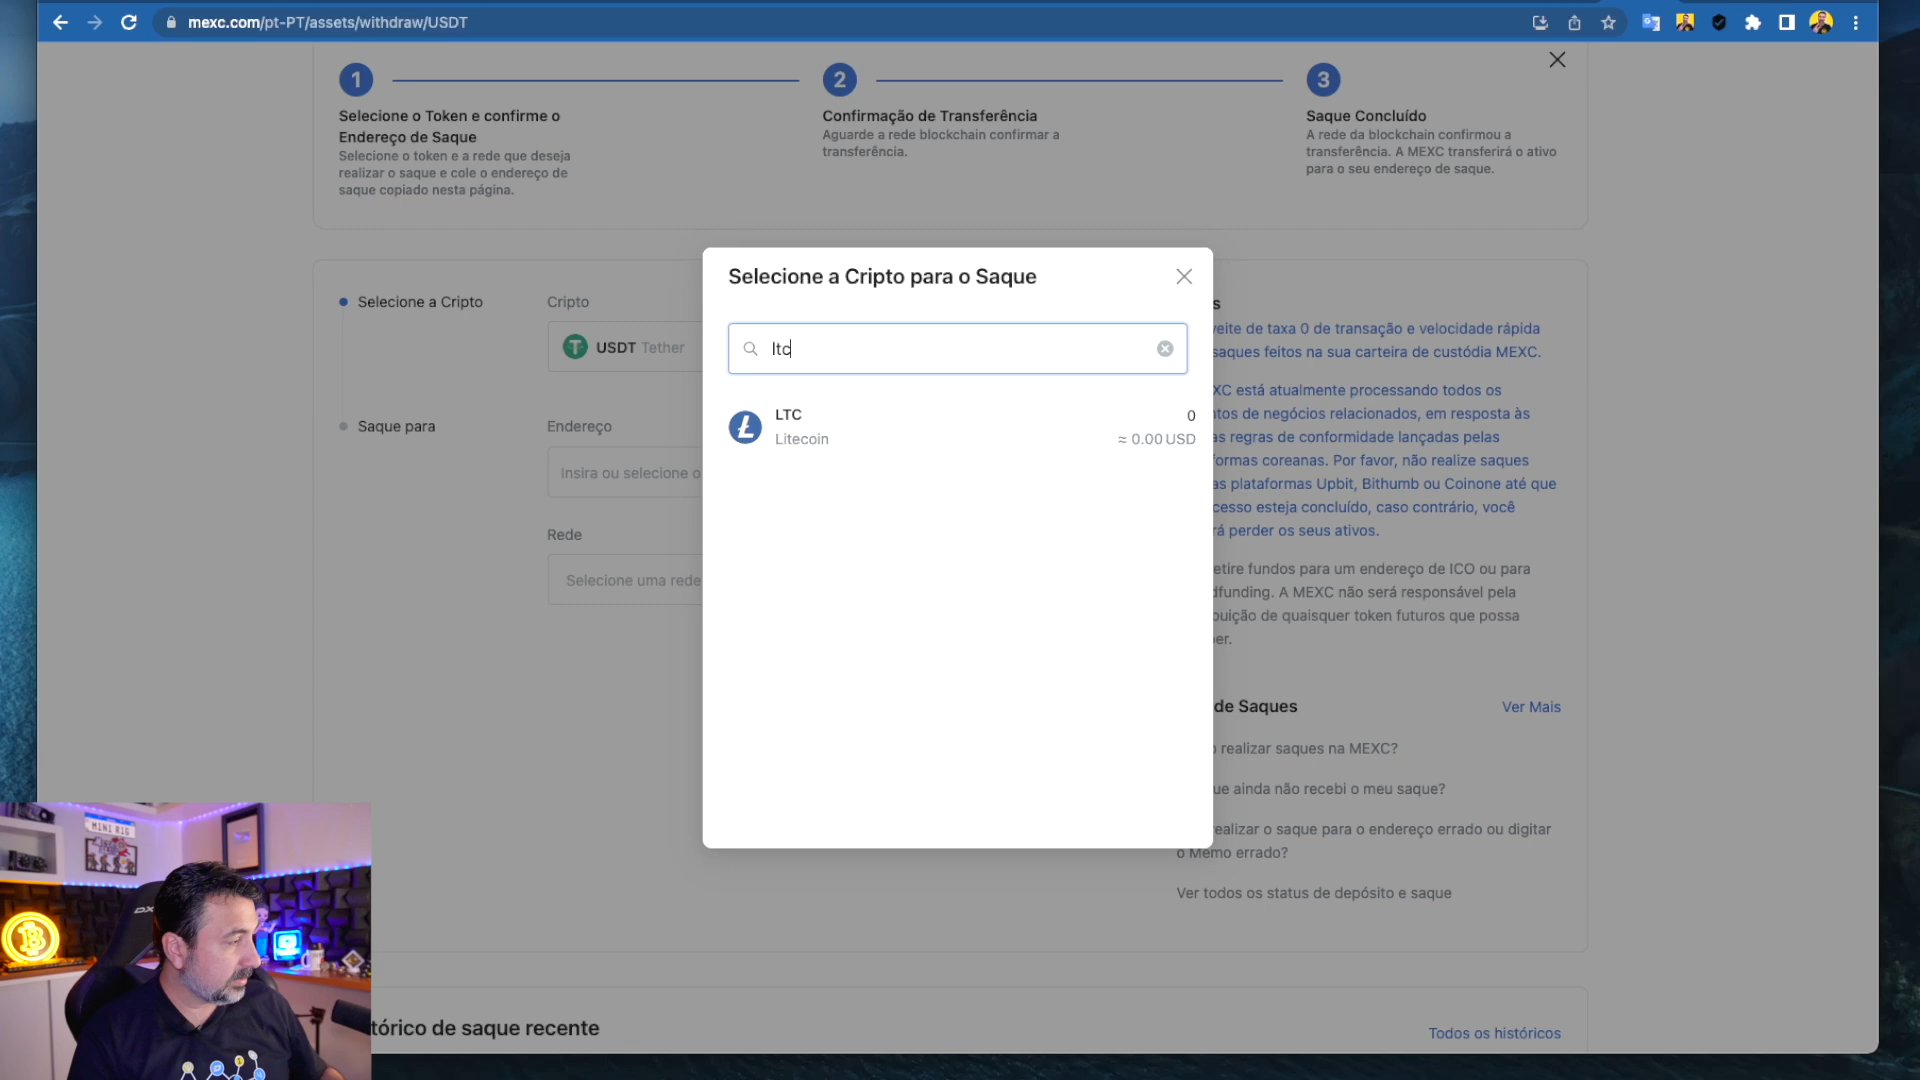 mexc.com/pt-PT/assets/withdraw/USDT
1
2
3
Selecione o Token e confirme o
Endereço de Saque
Selecione o token e a rede que deseja
realizar o saque e cole o endereço de
saque copiado nesta página.
Confirmação de Transferência
Aguarde a rede blockchain confirmar a
transferência.
Saque Concluído
A rede da blockchain confirmou a
transferência. A MEXC transferirá o ativo
para o seu endereço de saque.
Selecione a Cripto
Cripto
USDT Tether
Saque para
Endereço
Insira ou selecione o
Rede
Selecione uma rede
Selecione a Cripto para o Saque
ltc
LTC
0
Litecoin
≈ 0.00 USD
s
veite de taxa 0 de transação e velocidade rápida
saques feitos na sua carteira de custódia MEXC.
XC está atualmente processando todos os
ntos de negócios relacionados, em resposta às
as regras de conformidade lançadas pelas
formas coreanas. Por favor, não realize saques
as plataformas Upbit, Bithumb ou Coinone até que
cesso esteja concluído, caso contrário, você
rá perder os seus ativos.
etire fundos para um endereço de ICO ou para
dfunding. A MEXC não será responsável pela
buição de quaisquer token futuros que possa
ber.
de Saques
Ver Mais
o realizar saques na MEXC?
ue ainda não recebi o meu saque?
ealizar o saque para o endereço errado ou digitar
o Memo errado?
Ver todos os status de depósito e saque
tórico de saque recente
Todos os históricos
MINI RIG